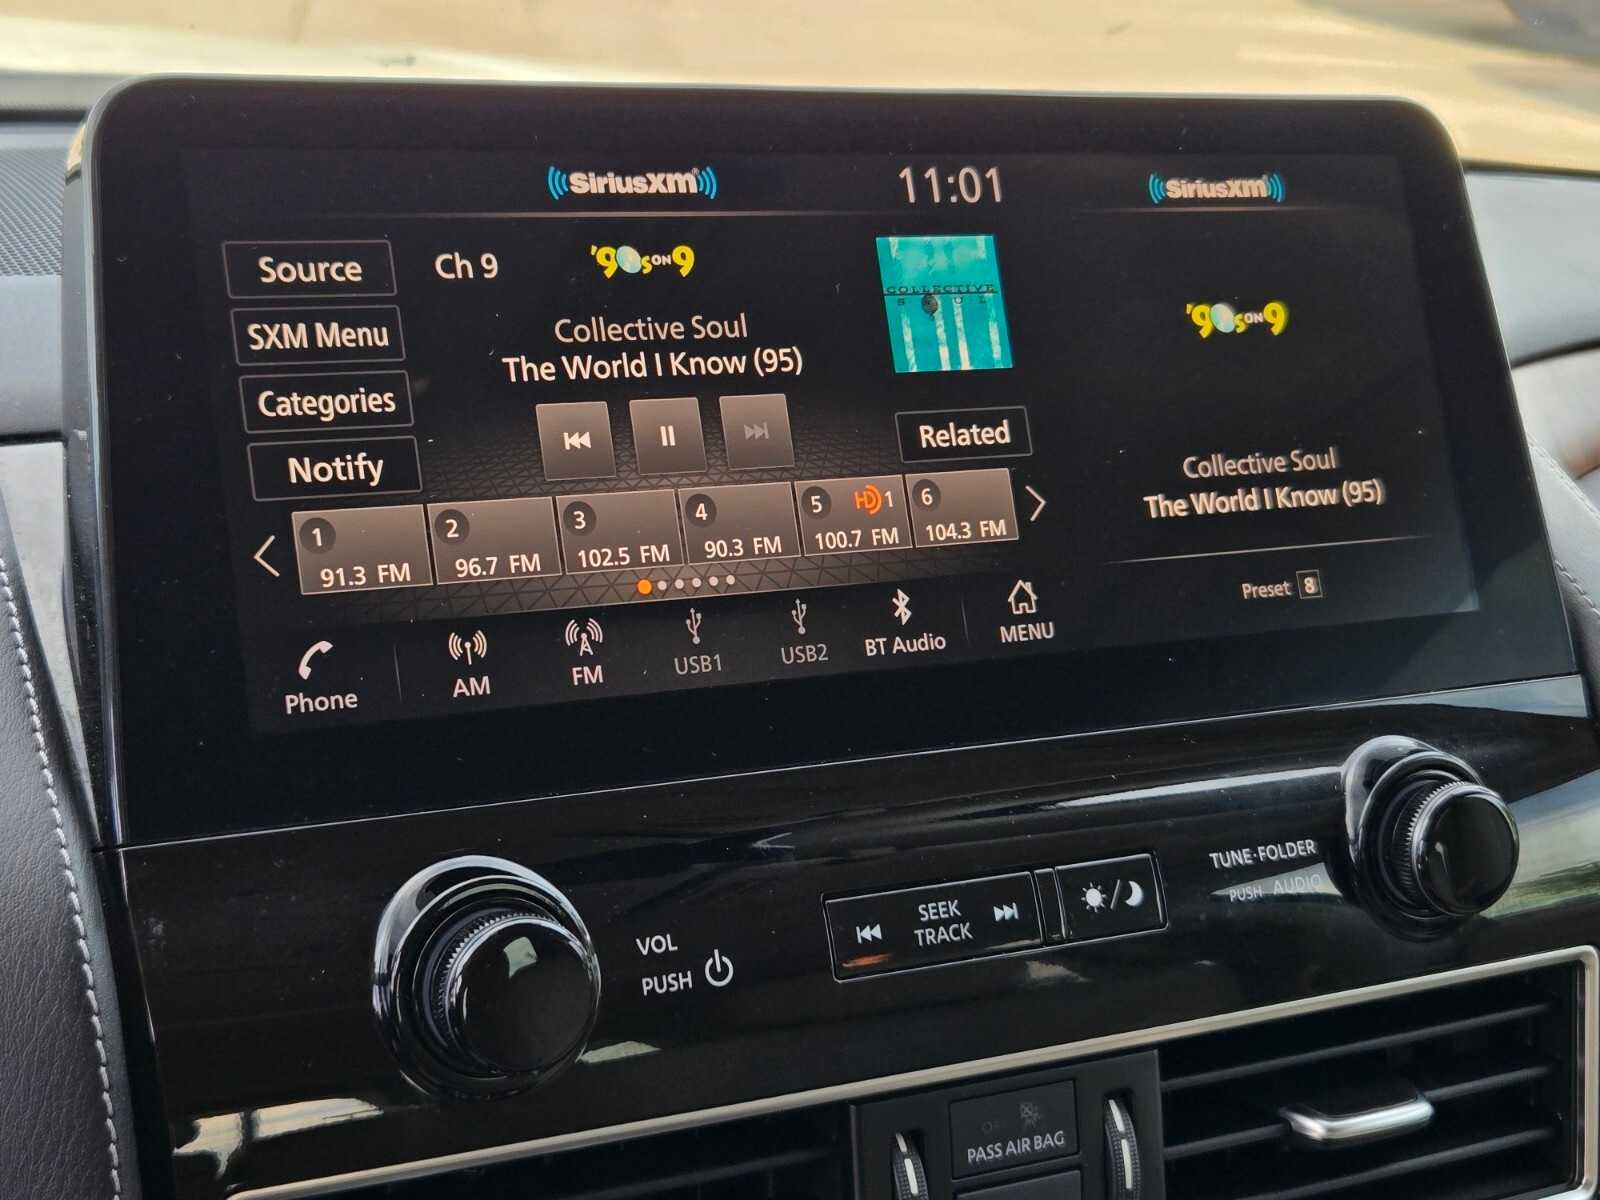 SiriusXM
11:01
SiriusXM
Source
Ch 9
'90s ON 9
COLLECTIVE
SOUL
'90s ON 9
SXM Menu
Collective Soul
The World I Know (95)
Categories
Related
Notify
Collective Soul
The World I Know (95)
1
91.3 FM
2
96.7 FM
3
102.5 FM
4
90.3 FM
5 HD 1
100.7 FM
6
104.3 FM
Preset 8
Phone
AM
FM
USB1
USB2
BT Audio
MENU
VOL
PUSH
SEEK
TRACK
TUNE·FOLDER
PUSH AUDIO
OFF
PASS AIR BAG